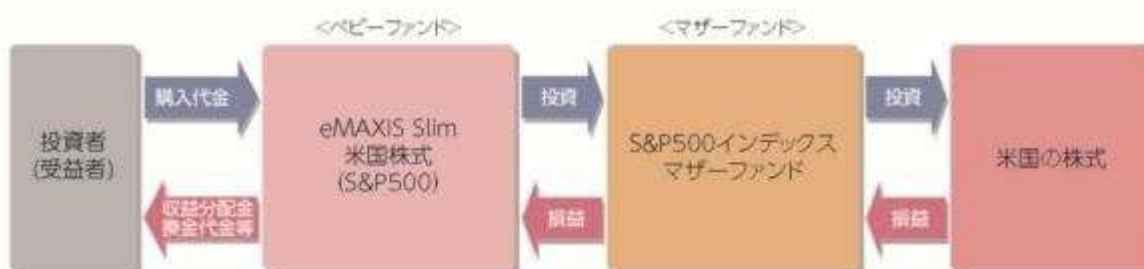 <ベビーファンド>
<マザーファンド>
投資者
(受益者)
購入代金
収益分配金
換金代金等
eMAXIS Slim
米国株式
(S&P500)
投資
損益
S&P500インデックス
マザーファンド
投資
損益
米国の株式